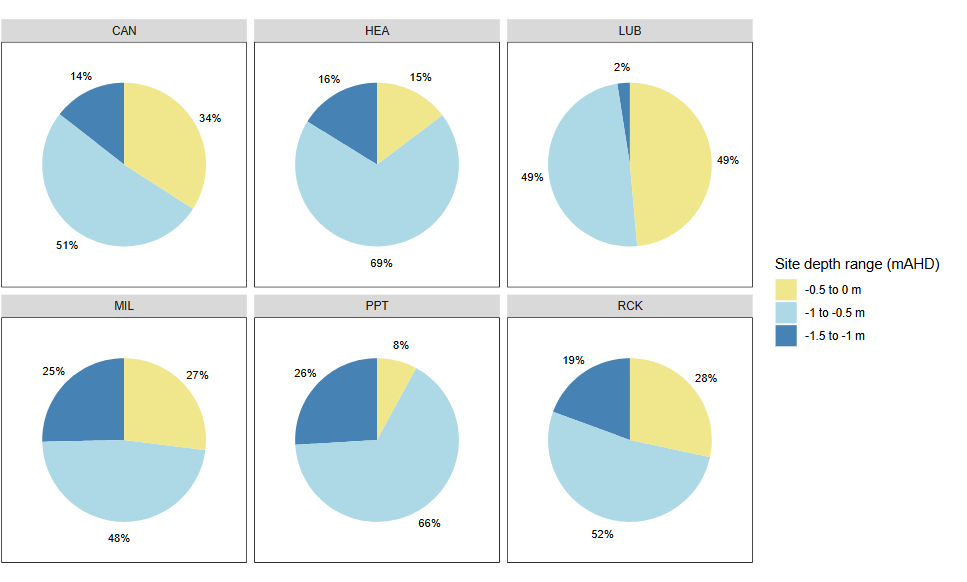 CAN
HEA
LUB
14%
34%
51%
16%
15%
69%
2%
49%
49%
MIL
PPT
RCK
25%
27%
48%
26%
8%
66%
19%
28%
52%
Site depth range (mAHD)
-0.5 to 0 m
-1 to -0.5 m
-1.5 to -1 m